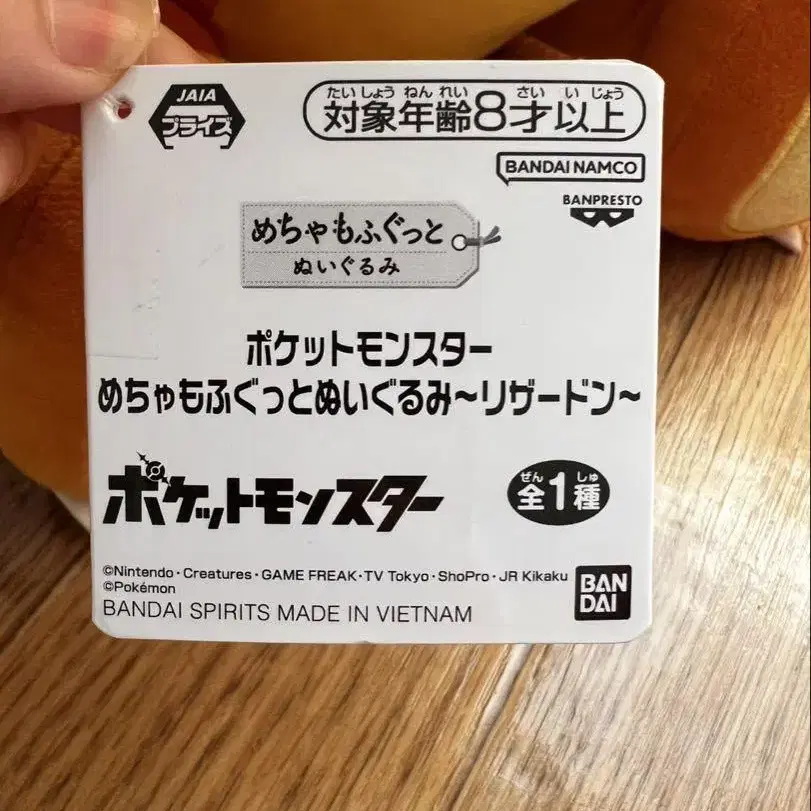 JAIA
プライズ
たいしょうねんれい さいいじょう
対象年齢8才以上
BANDAI NAMCO
BANPRESTO
めちゃもふぐっと
ぬいぐるみ
ポケットモンスター
めちゃもふぐっとぬいぐるみ~リザードン~
ポケットモンスター
ぜん しゅ
全1種
©Nintendo・Creatures・GAME FREAK・TV Tokyo・ShoPro・JR Kikaku
©Pokémon
BANDAI SPIRITS MADE IN VIETNAM
BAN
DAI